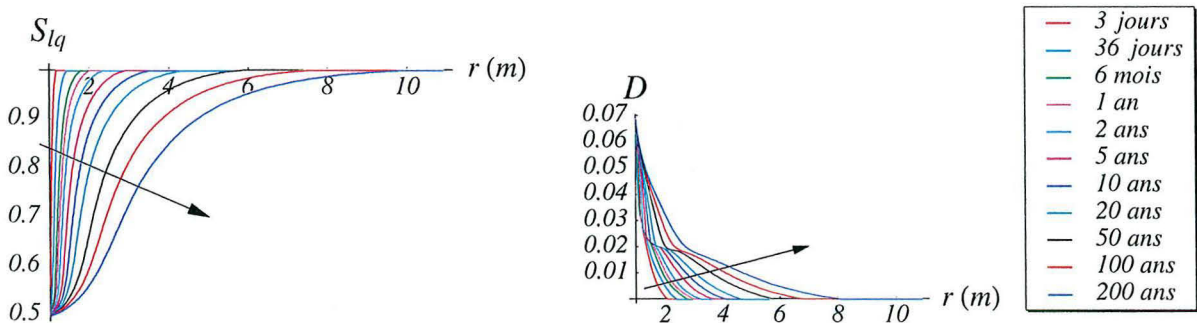 S_lq
r (m)
2 4 6 8 10
0.9
0.8
0.7
0.6
0.5
D
0.07
0.06
0.05
0.04
0.03
0.02
0.01
2 4 6 8 10
r (m)
3 jours
36 jours
6 mois
1 an
2 ans
5 ans
10 ans
20 ans
50 ans
100 ans
200 ans